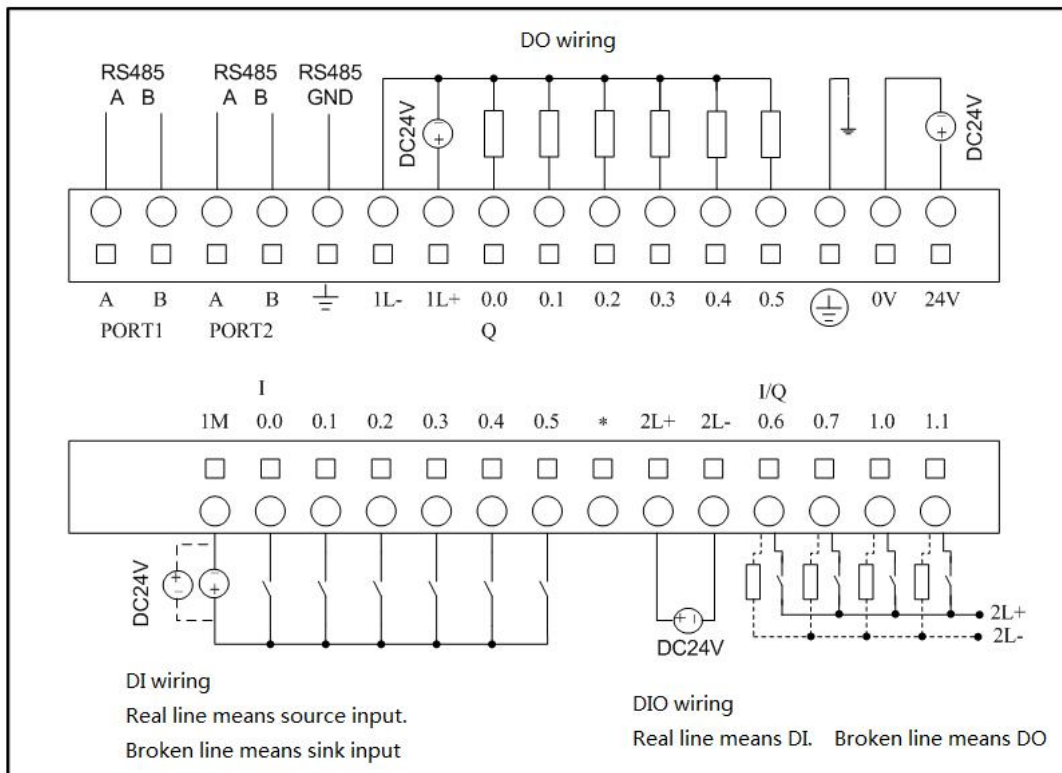 DO wiring
RS485 RS485 RS485
A B A B GND
DC24V DC24V
A B A B 1L- 1L+ 0.0 0.1 0.2 0.3 0.4 0.5 0V 24V
PORT1 PORT2 Q
I I/Q
1M 0.0 0.1 0.2 0.3 0.4 0.5 * 2L+ 2L- 0.6 0.7 1.0 1.1
DC24V
2L+
2L-
DC24V
DI wiring
Real line means source input.
Broken line means sink input
DIO wiring
Real line means DI. Broken line means DO